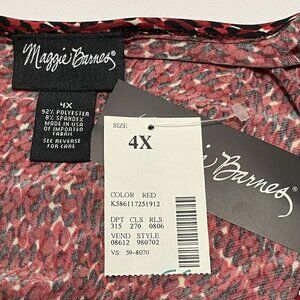 Maggie Barnes®
4X
92% POLYESTER
8% SPANDEX
MADE IN USA
OF IMPORTED
FABRIC
SEE REVERSE
FOR CARE
SIZE
4X
COLOR RED
K586117251912
DPT CLS RLS
315 270 0806
VEND STYLE
08612 980702
VS: 59-8070
Barnes